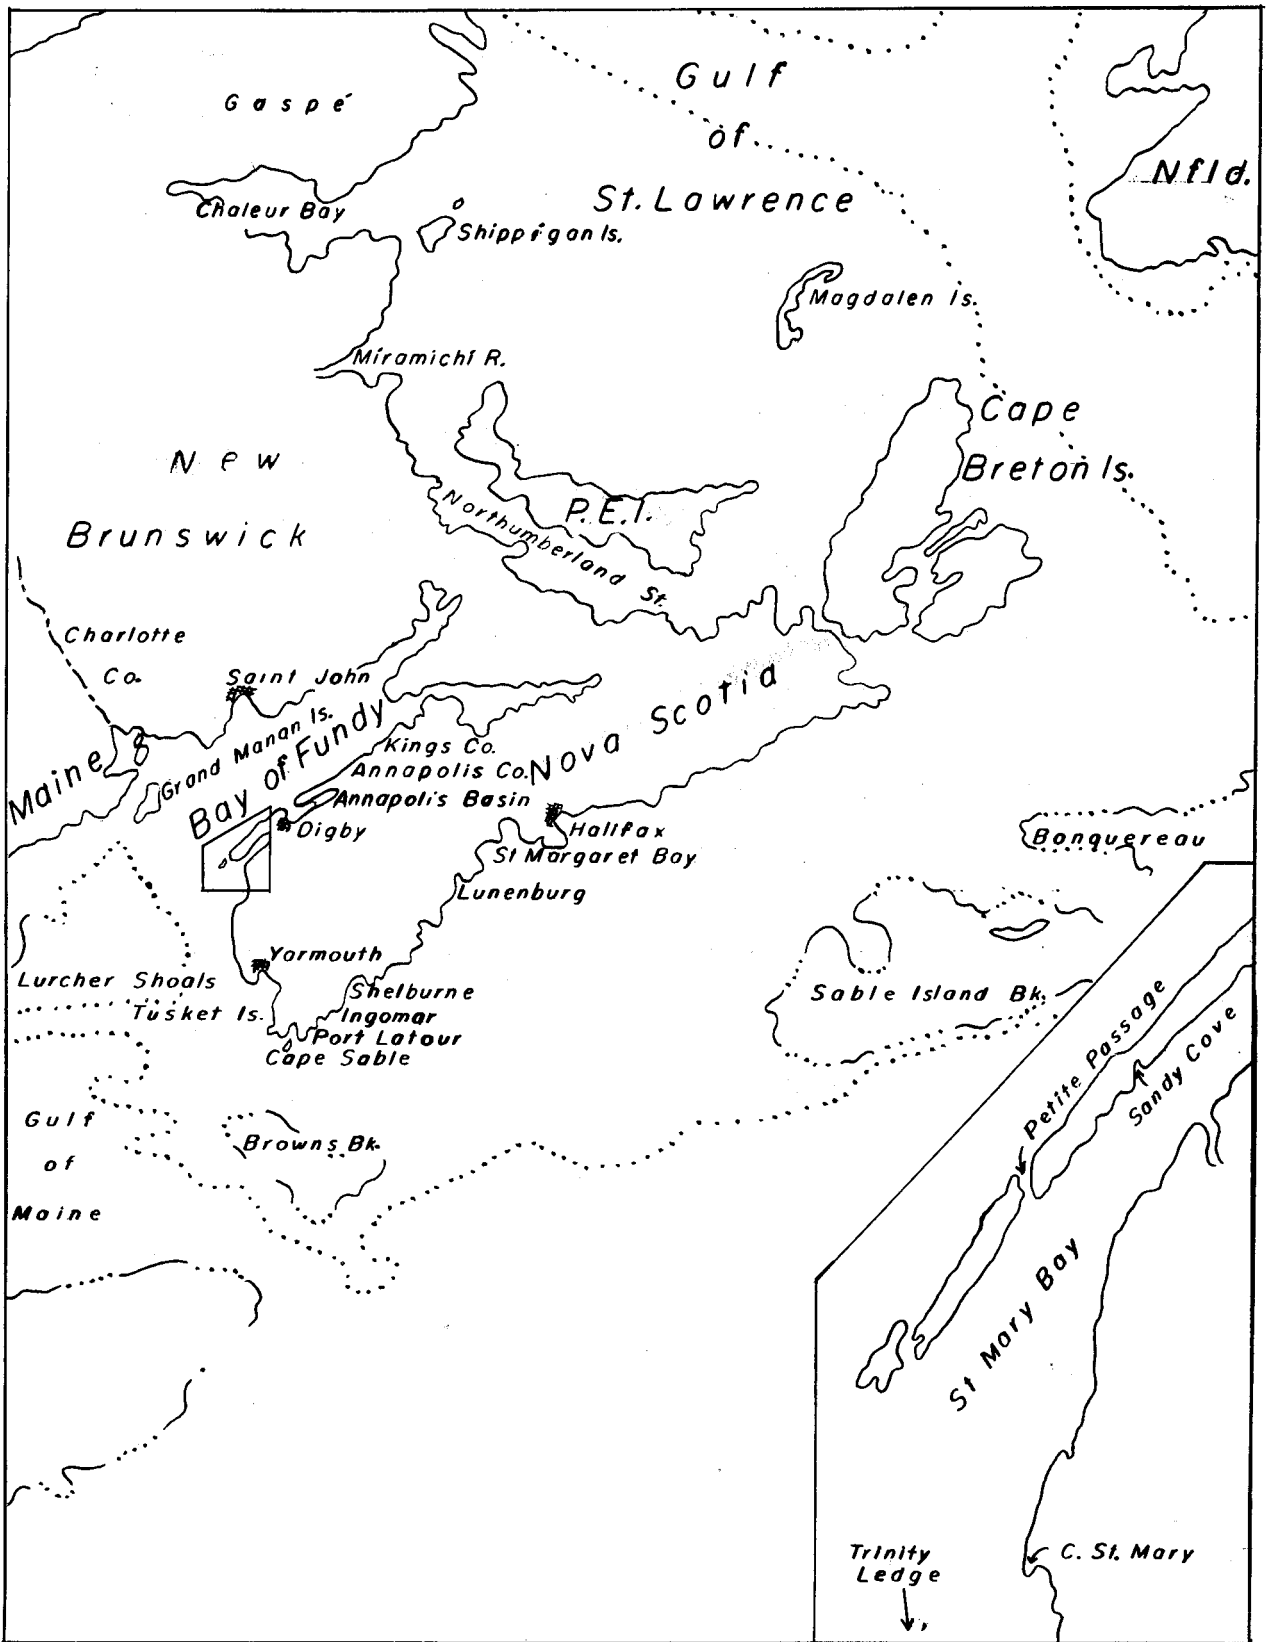 Gaspé
Gulf
of
St. Lawrence
Nfld.
Chaleur Bay
Shippigan Is.
Magdalen Is.
Miramichi R.
Cape
Breton Is.
New
Brunswick
P.E.I.
Northumberland St.
Charlotte
Co.
Saint John
Nova Scotia
Maine
Grand Manan Is.
Bay of Fundy
Kings Co.
Annapolis Co.
Annapolis Basin
Digby
Halifax
St Margaret Bay
Lunenburg
Banquereau
Yarmouth
Lurcher Shoals
Tusket Is.
Shelburne
Ingomar
Port Latour
Cape Sable
Sable Island Bk.
Gulf
of
Maine
Browns Bk.
Petite Passage
Sandy Cove
St Mary Bay
Trinity
Ledge
C. St. Mary